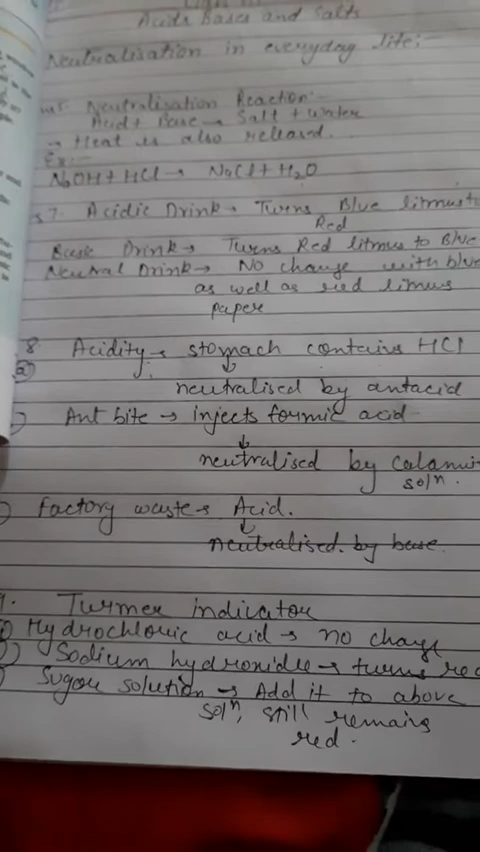 Acids Bases and Salts
Neutralisation in everyday life:-
Neutralisation Reaction:-
Acid + Base → Salt + water
→ Heat is also released.
Ex:-
NaOH + HCl → NaCl + H2O
7. Acidic Drink → Turns Blue litmus to
Red
Basic Drink → Turns Red litmus to Blue
Neutral Drink → No change with blue
as well as red litmus
paper
8 Acidity → stomach contains HCl
(a) ↓
neutralised by antacid
) Ant bite → injects formic acid
↓
neutralised by
soln.
) Factory waste → Acid.
↓
neutralised by base
9. Turmer indicator
) Hydrochloric acid → no change
) Sodium hydroxide → turns red
) Sugar solution → Add it to above
soln, still remains
red.